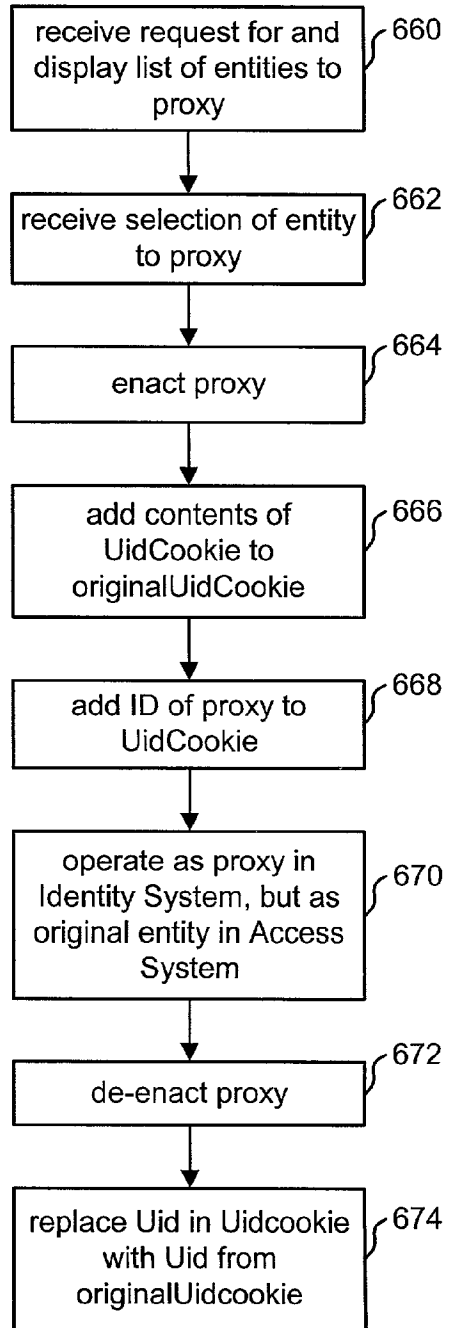 receive request for and
display list of entities to
proxy
660
receive selection of entity
to proxy
662
enact proxy
664
add contents of
UidCookie to
originalUidCookie
666
add ID of proxy to
UidCookie
668
operate as proxy in
Identity System, but as
original entity in Access
System
670
de-enact proxy
672
replace Uid in Uidcookie
with Uid from
originalUidcookie
674